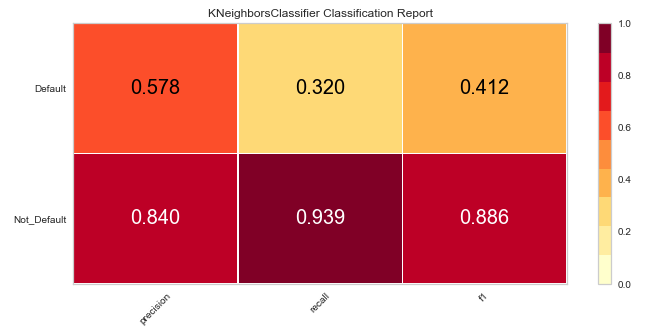 KNeighborsClassifier Classification Report
Default
0.578 0.320 0.412
Not_Default
0.840 0.939 0.886
precision
recall
f1
1.0
0.8
0.6
0.4
0.2
0.0